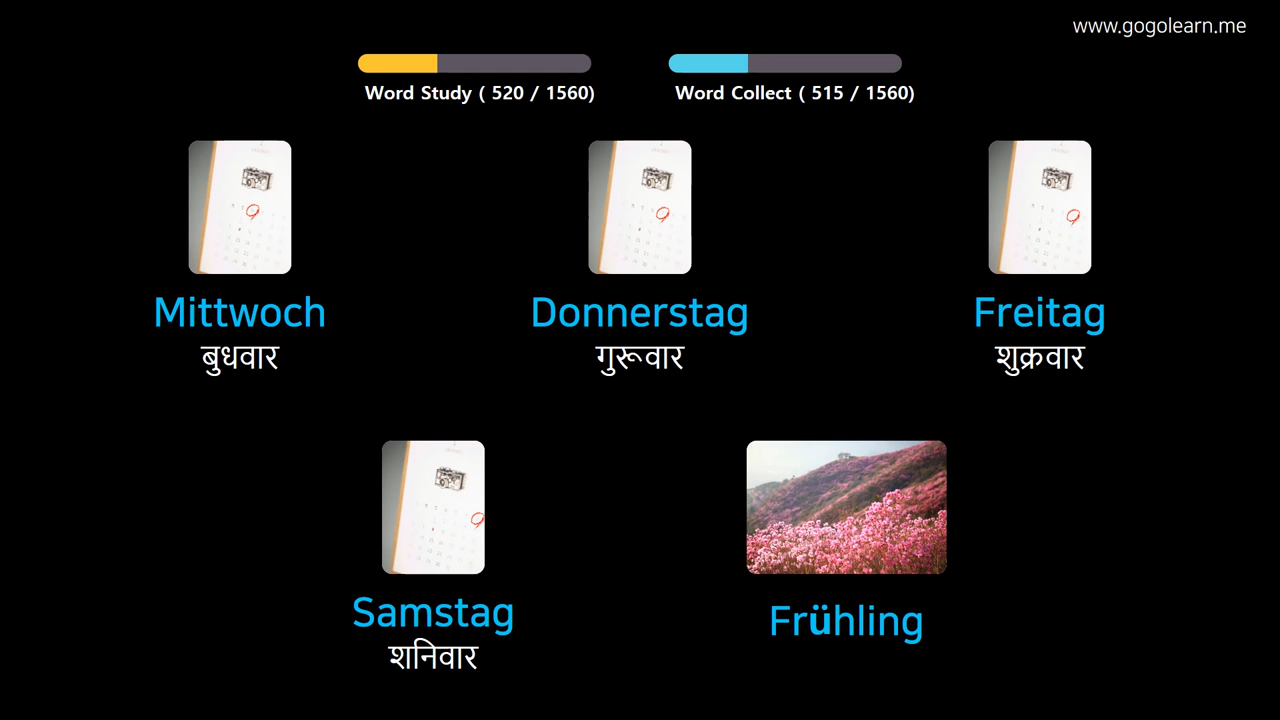 www.gogolearn.me
Word Study ( 520 / 1560)
Word Collect ( 515 / 1560)
Mittwoch
बुधवार
Donnerstag
गुरूवार
Freitag
शुक्रवार
Samstag
शनिवार
Frühling